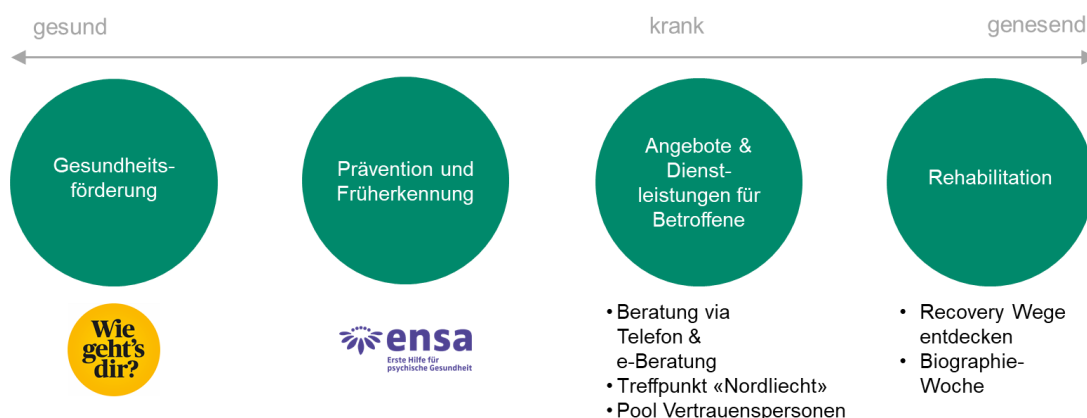 gesund
krank
genesend
Gesundheits-
förderung
Prävention und
Früherkennung
Angebote &
Dienst-
leistungen für
Betroffene
Rehabilitation
Wie
geht's
dir?
ensa
Erste Hilfe für
psychische Gesundheit
• Beratung via
Telefon &
e-Beratung
• Treffpunkt «Nordliecht»
• Pool Vertrauenspersonen
• Recovery Wege
entdecken
• Biographie-
Woche